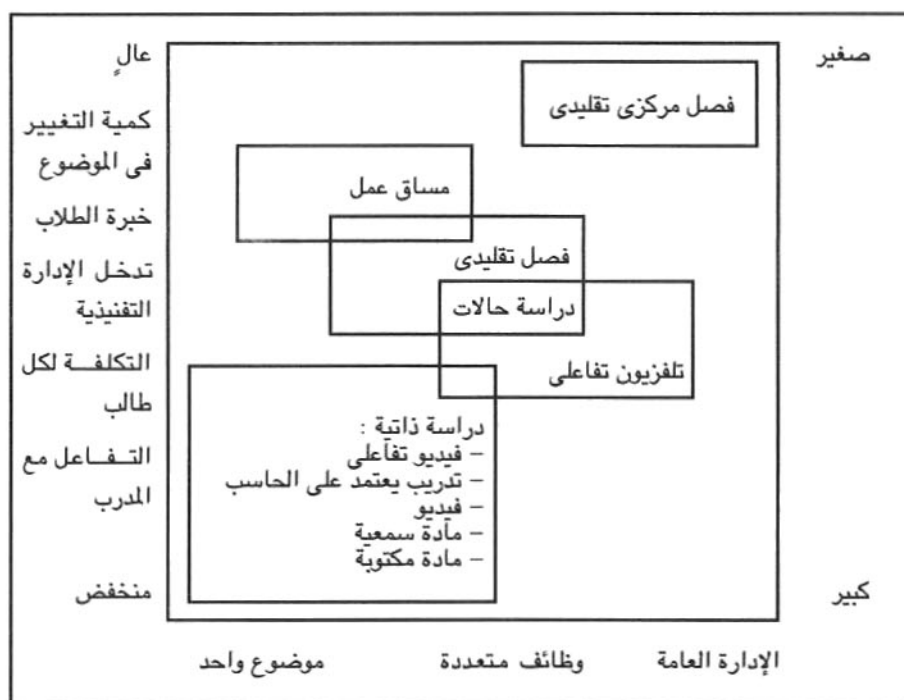 صغير
عالٍ
فصل مركزى تقليدى
كمية التغيير
فى الموضوع
مساق عمل
خبرة الطلاب
فصل تقليدى
تدخل الإدارة
التفنيذية
دراسة حالات
التكلفة لكل
طالب
تلفزيون تفاعلى
دراسة ذاتية :
– فيديو تفاعلى
– تدريب يعتمد على الحاسب
– فيديو
– مادة سمعية
– مادة مكتوبة
التفاعل مع
المدرب
كبير
منخفض
الإدارة العامة
وظائف متعددة
موضوع واحد